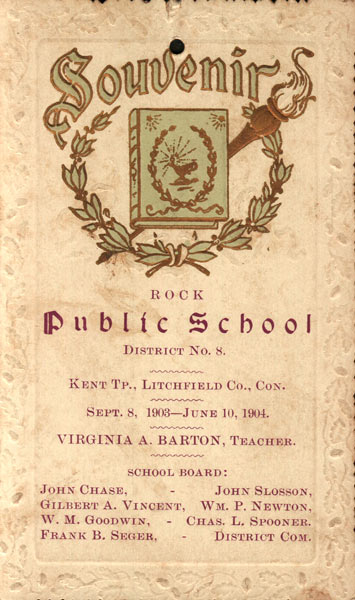 Souvenir
ROCK
Public School
DISTRICT NO. 8.
KENT TP., LITCHFIELD CO., CON.
SEPT. 8, 1903—JUNE 10, 1904.
VIRGINIA A. BARTON, TEACHER.
SCHOOL BOARD:
JOHN CHASE, - JOHN SLOSSON,
GILBERT A. VINCENT, WM. P. NEWTON,
W. M. GOODWIN, - CHAS. L. SPOONER.
FRANK B. SEGER, - DISTRICT COM.